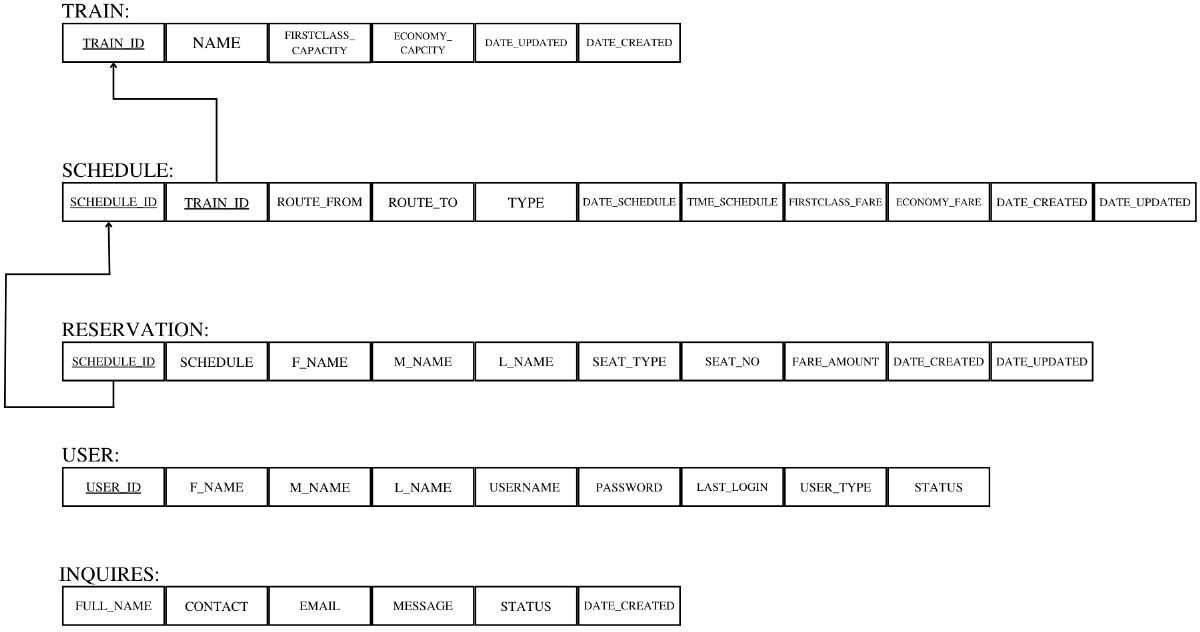 TRAIN:
TRAIN_ID NAME FIRSTCLASS_ ECONOMY_ DATE_UPDATED DATE_CREATED
CAPACITY CAPCITY
SCHEDULE:
SCHEDULE_ID TRAIN_ID ROUTE_FROM ROUTE_TO TYPE DATE_SCHEDULE TIME_SCHEDULE FIRSTCLASS_FARE ECONOMY_FARE DATE_CREATED DATE_UPDATED
RESERVATION:
SCHEDULE_ID SCHEDULE F_NAME M_NAME L_NAME SEAT_TYPE SEAT_NO FARE_AMOUNT DATE_CREATED DATE_UPDATED
USER:
USER_ID F_NAME M_NAME L_NAME USERNAME PASSWORD LAST_LOGIN USER_TYPE STATUS
INQUIRES:
FULL_NAME CONTACT EMAIL MESSAGE STATUS DATE_CREATED